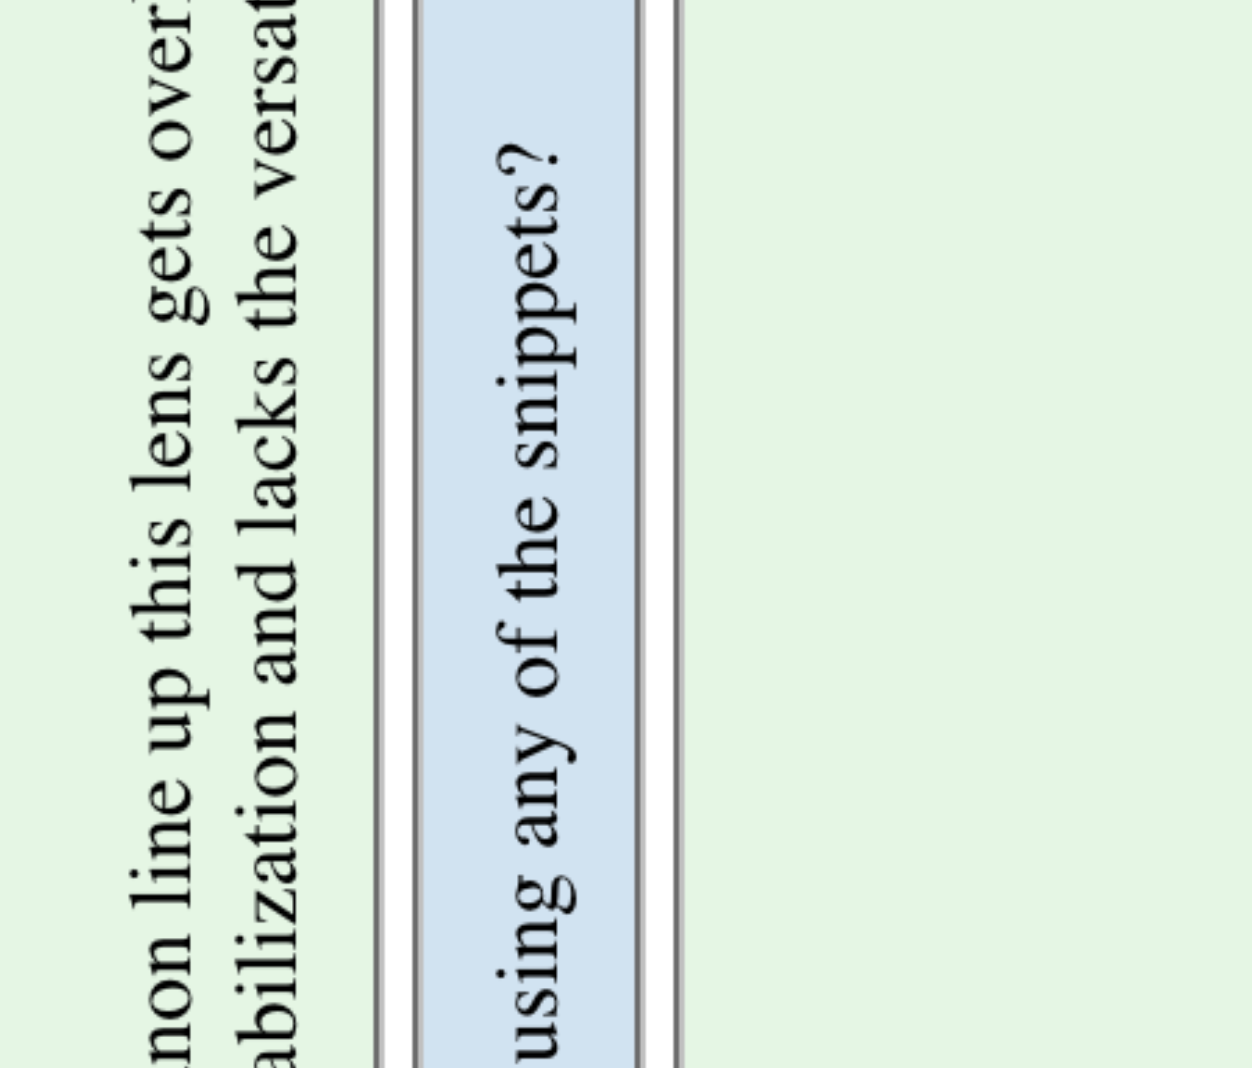 non line up this lens gets over
abilization and lacks the versat
using any of the snippets?